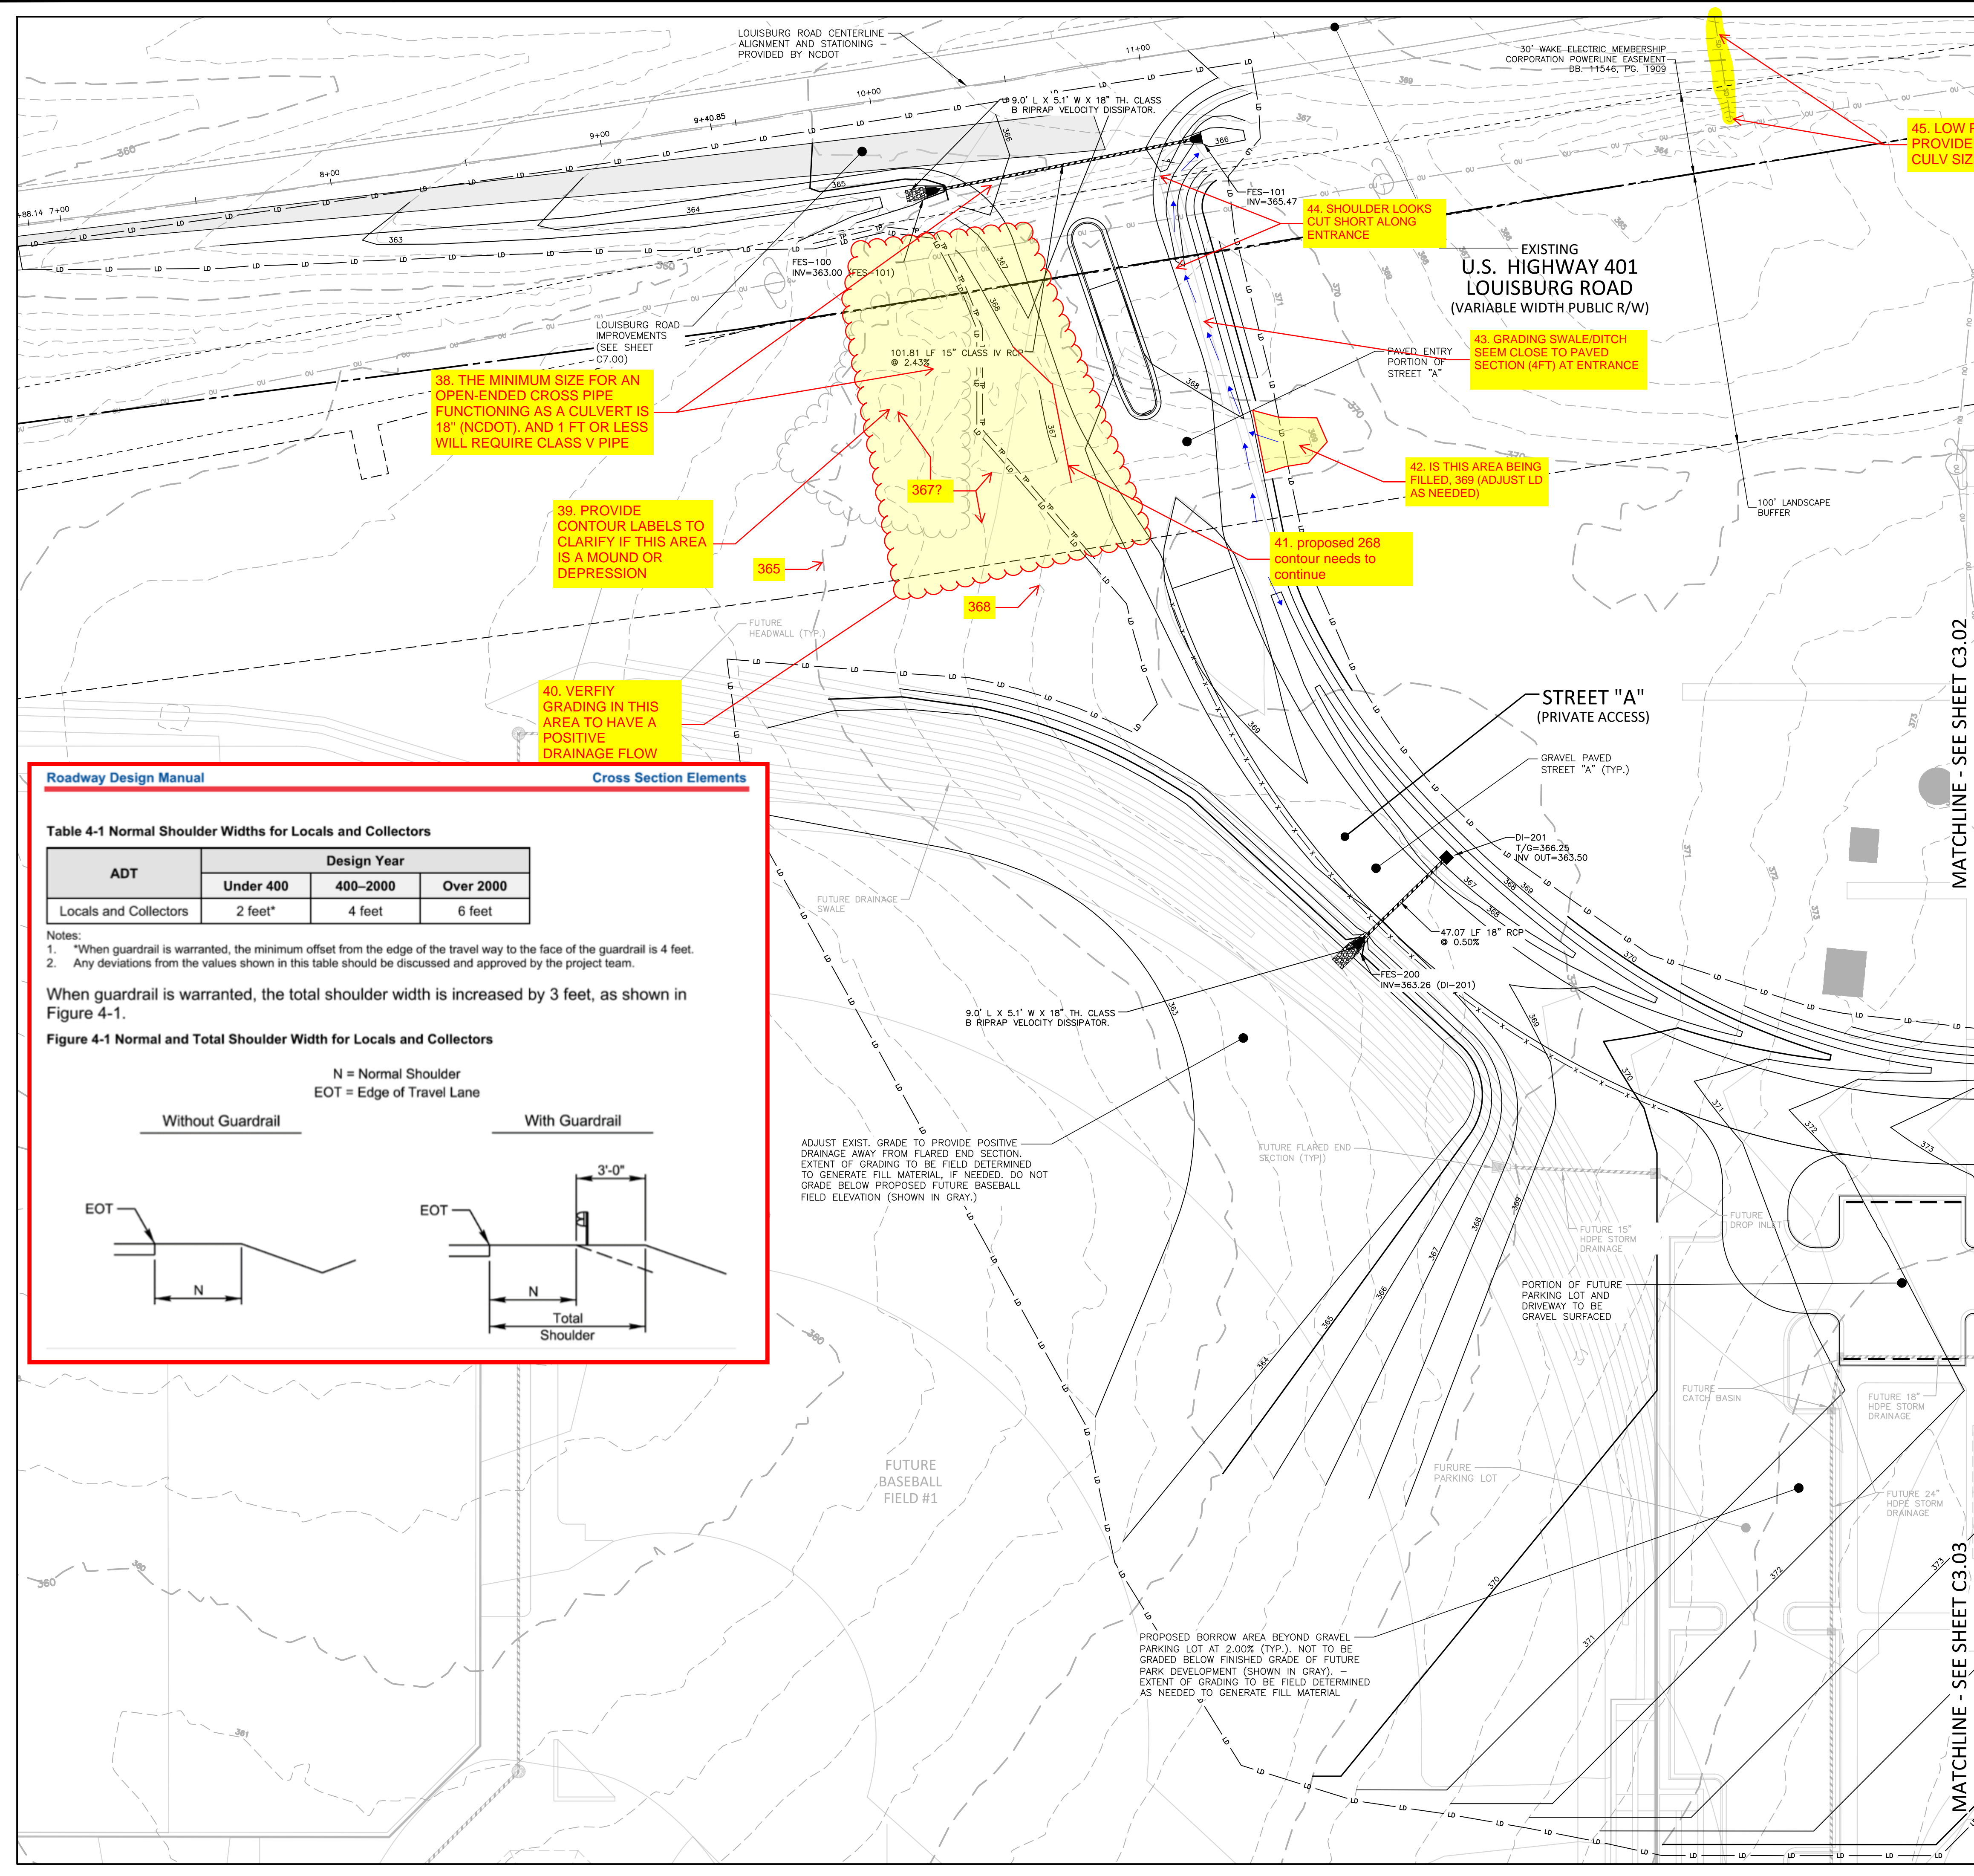 LOUISBURG ROAD CENTERLINE
ALIGNMENT AND STATIONING –
PROVIDED BY NCDOT
11+00
10+00
9+40.85
9+00
8+00
7+00
+88.14
30' WAKE ELECTRIC MEMBERSHIP
CORPORATION POWERLINE EASEMENT
DB. 11546, PG. 1909
9.0' L X 5.1' W X 18" TH. CLASS
B RIPRAP VELOCITY DISSIPATOR.
45. LOW P
PROVIDE
CULV SIZ
FES-101
INV=365.47
44. SHOULDER LOOKS
CUT SHORT ALONG
ENTRANCE
EXISTING
U.S. HIGHWAY 401
LOUISBURG ROAD
(VARIABLE WIDTH PUBLIC R/W)
FES-100
INV=363.00 (FES-101)
LOUISBURG ROAD
IMPROVEMENTS
(SEE SHEET
C7.00)
101.81 LF 15" CLASS IV RCP
@ 2.43%
PAVED ENTRY
PORTION OF
STREET "A"
43. GRADING SWALE/DITCH
SEEM CLOSE TO PAVED
SECTION (4FT) AT ENTRANCE
38. THE MINIMUM SIZE FOR AN
OPEN-ENDED CROSS PIPE
FUNCTIONING AS A CULVERT IS
18" (NCDOT). AND 1 FT OR LESS
WILL REQUIRE CLASS V PIPE
42. IS THIS AREA BEING
FILLED, 369 (ADJUST LD
AS NEEDED)
367?
100' LANDSCAPE
BUFFER
39. PROVIDE
CONTOUR LABELS TO
CLARIFY IF THIS AREA
IS A MOUND OR
DEPRESSION
41. proposed 268
contour needs to
continue
365
368
FUTURE
HEADWALL (TYP.)
40. VERFIY
GRADING IN THIS
AREA TO HAVE A
POSITIVE
DRAINAGE FLOW
STREET "A"
(PRIVATE ACCESS)
GRAVEL PAVED
STREET "A" (TYP.)
MATCHLINE - SEE SHEET C3.02
Roadway Design Manual
Cross Section Elements
Table 4-1 Normal Shoulder Widths for Locals and Collectors
ADT
Design Year
Under 400
400–2000
Over 2000
Locals and Collectors
2 feet*
4 feet
6 feet
Notes:
1. *When guardrail is warranted, the minimum offset from the edge of the travel way to the face of the guardrail is 4 feet.
2. Any deviations from the values shown in this table should be discussed and approved by the project team.
When guardrail is warranted, the total shoulder width is increased by 3 feet, as shown in
Figure 4-1.
Figure 4-1 Normal and Total Shoulder Width for Locals and Collectors
N = Normal Shoulder
EOT = Edge of Travel Lane
Without Guardrail
With Guardrail
3'-0"
EOT
EOT
N
N
Total
Shoulder
FUTURE DRAINAGE
SWALE
DI-201
T/G=366.25
INV OUT=363.50
47.07 LF 18" RCP
@ 0.50%
FES-200
INV=363.26 (DI-201)
9.0' L X 5.1' W X 18" TH. CLASS
B RIPRAP VELOCITY DISSIPATOR.
ADJUST EXIST. GRADE TO PROVIDE POSITIVE
DRAINAGE AWAY FROM FLARED END SECTION.
EXTENT OF GRADING TO BE FIELD DETERMINED
TO GENERATE FILL MATERIAL, IF NEEDED. DO NOT
GRADE BELOW PROPOSED FUTURE BASEBALL
FIELD ELEVATION (SHOWN IN GRAY.)
FUTURE FLARED END
SECTION (TYP.)
FUTURE 15"
HDPE STORM
DRAINAGE
FUTURE
DROP INLET
PORTION OF FUTURE
PARKING LOT AND
DRIVEWAY TO BE
GRAVEL SURFACED
FUTURE
CATCH BASIN
FUTURE 18"
HDPE STORM
DRAINAGE
FUTURE
BASEBALL
FIELD #1
FURURE
PARKING LOT
FUTURE 24"
HDPE STORM
DRAINAGE
PROPOSED BORROW AREA BEYOND GRAVEL
PARKING LOT AT 2.00% (TYP.). NOT TO BE
GRADED BELOW FINISHED GRADE OF FUTURE
PARK DEVELOPMENT (SHOWN IN GRAY). –
EXTENT OF GRADING TO BE FIELD DETERMINED
AS NEEDED TO GENERATE FILL MATERIAL
MATCHLINE - SEE SHEET C3.03